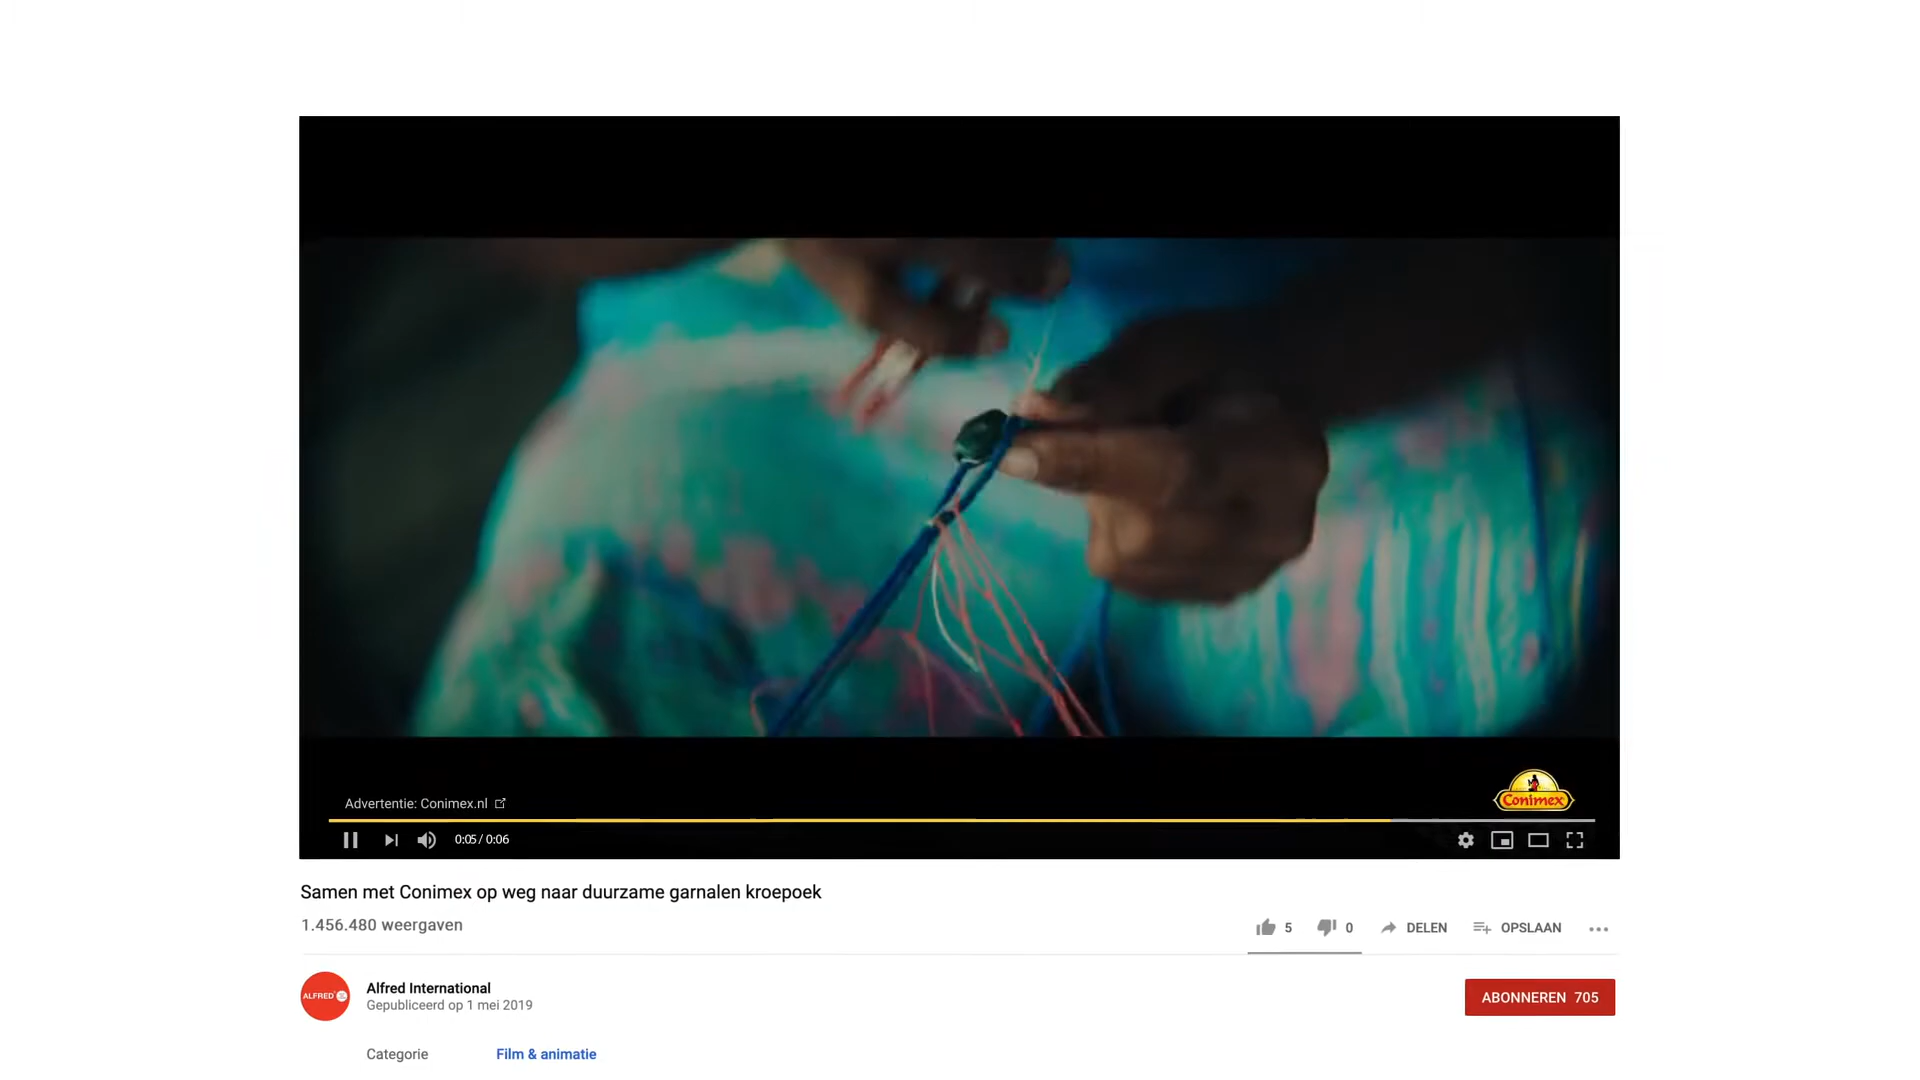 Advertentie: Conimex.nl
Conimex
0:05 / 0:06
Samen met Conimex op weg naar duurzame garnalen kroepoek
1.456.480 weergaven
5 0 DELEN OPSLAAN
ALFRED
Alfred International
Gepubliceerd op 1 mei 2019
ABONNEREN 705
Categorie Film & animatie